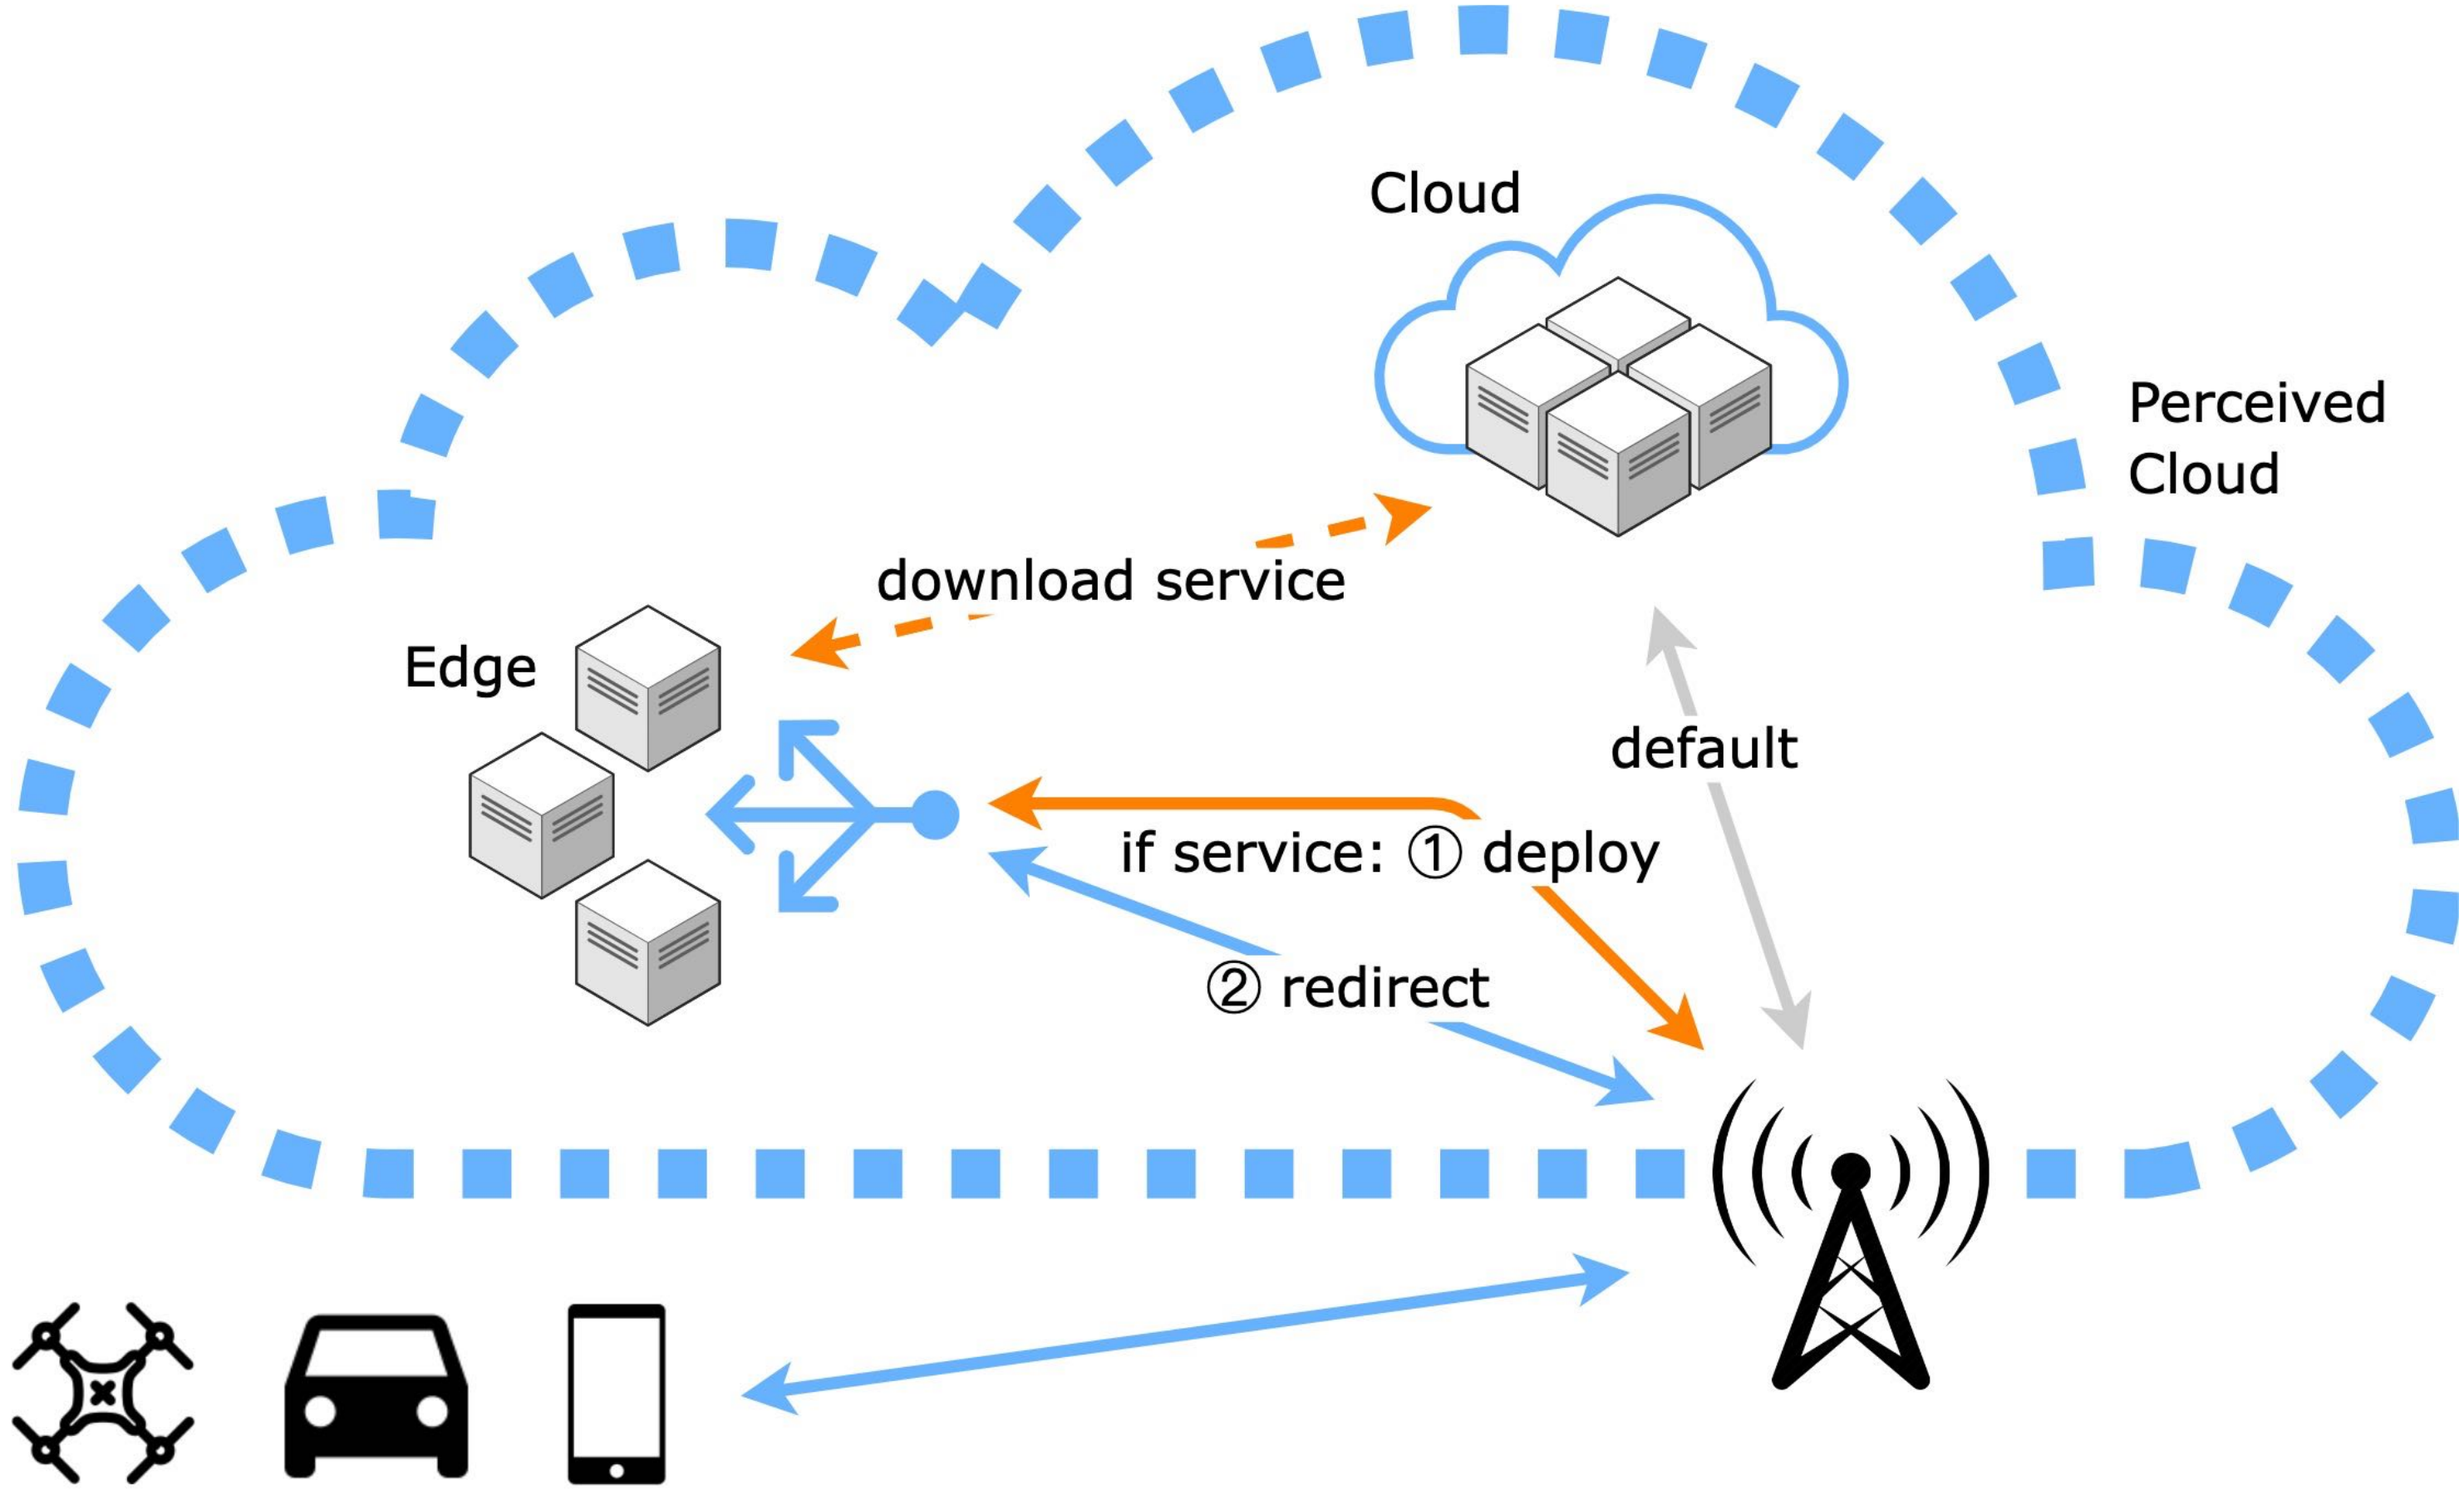 Cloud
Perceived
Cloud
download service
Edge
default
if service: ① deploy
② redirect